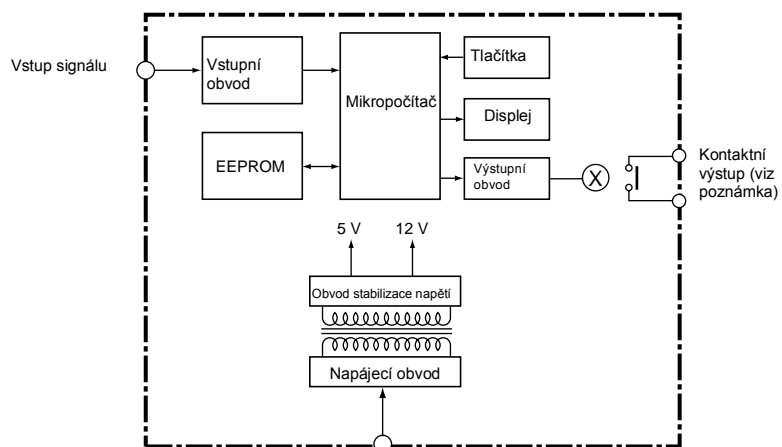 Vstup signálu
Vstupní
obvod
Mikropočítač
Tlačítka
Displej
EEPROM
Výstupní
obvod
X
Kontaktní
výstup (viz
poznámka)
5 V
12 V
Obvod stabilizace napětí
Napájecí obvod